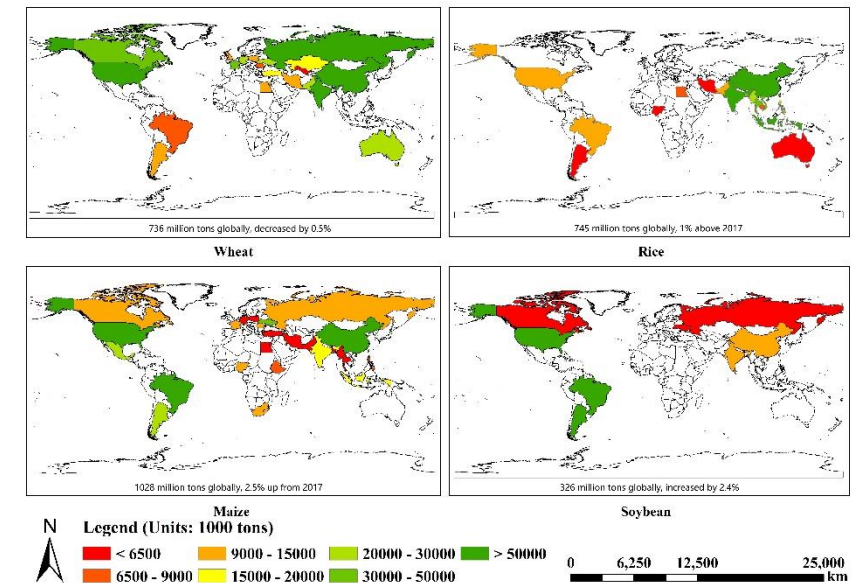 736 million tons globally, decreased by 0.5%
745 million tons globally, 1% above 2017
Wheat
Rice
1028 million tons globally, 2.5% up from 2017
326 million tons globally, increased by 2.4%
Maize
Soybean
N
Legend (Units: 1000 tons)
< 6500
9000 - 15000
20000 - 30000
> 50000
6500 - 9000
15000 - 20000
30000 - 50000
0
6,250
12,500
25,000
km